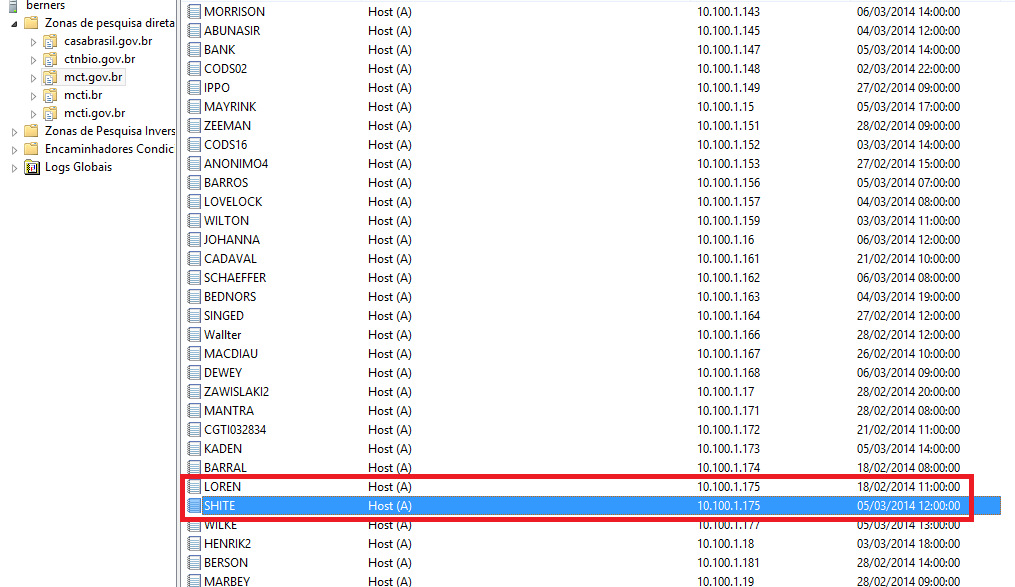 berners
Zonas de pesquisa direta
casabrasil.gov.br
ctnbio.gov.br
mct.gov.br
mcti.br
mcti.gov.br
Zonas de Pesquisa Invers
Encaminhadores Condic
Logs Globais
MORRISON Host (A) 10.100.1.143 06/03/2014 14:00:00
ABUNASIR Host (A) 10.100.1.145 04/03/2014 12:00:00
BANK Host (A) 10.100.1.147 05/03/2014 14:00:00
CODS02 Host (A) 10.100.1.148 02/03/2014 22:00:00
IPPO Host (A) 10.100.1.149 27/02/2014 09:00:00
MAYRINK Host (A) 10.100.1.15 05/03/2014 17:00:00
ZEEMAN Host (A) 10.100.1.151 28/02/2014 09:00:00
CODS16 Host (A) 10.100.1.152 03/03/2014 14:00:00
ANONIMO4 Host (A) 10.100.1.153 27/02/2014 15:00:00
BARROS Host (A) 10.100.1.156 05/03/2014 07:00:00
LOVELOCK Host (A) 10.100.1.157 04/03/2014 08:00:00
WILTON Host (A) 10.100.1.159 03/03/2014 11:00:00
JOHANNA Host (A) 10.100.1.16 06/03/2014 12:00:00
CADAVAL Host (A) 10.100.1.161 21/02/2014 10:00:00
SCHAEFFER Host (A) 10.100.1.162 06/03/2014 08:00:00
BEDNORS Host (A) 10.100.1.163 04/03/2014 19:00:00
SINGED Host (A) 10.100.1.164 27/02/2014 12:00:00
Wallter Host (A) 10.100.1.166 28/02/2014 12:00:00
MACDIAU Host (A) 10.100.1.167 26/02/2014 10:00:00
DEWEY Host (A) 10.100.1.168 06/03/2014 09:00:00
ZAWISLAKI2 Host (A) 10.100.1.17 28/02/2014 20:00:00
MANTRA Host (A) 10.100.1.171 28/02/2014 08:00:00
CGTI032834 Host (A) 10.100.1.172 21/02/2014 11:00:00
KADEN Host (A) 10.100.1.173 05/03/2014 14:00:00
BARRAL Host (A) 10.100.1.174 18/02/2014 08:00:00
LOREN Host (A) 10.100.1.175 18/02/2014 11:00:00
SHITE Host (A) 10.100.1.175 05/03/2014 12:00:00
WILKE Host (A) 10.100.1.177 05/03/2014 13:00:00
HENRIK2 Host (A) 10.100.1.18 03/03/2014 18:00:00
BERSON Host (A) 10.100.1.181 28/02/2014 14:00:00
MARBEY Host (A) 10.100.1.19 28/02/2014 09:00:00